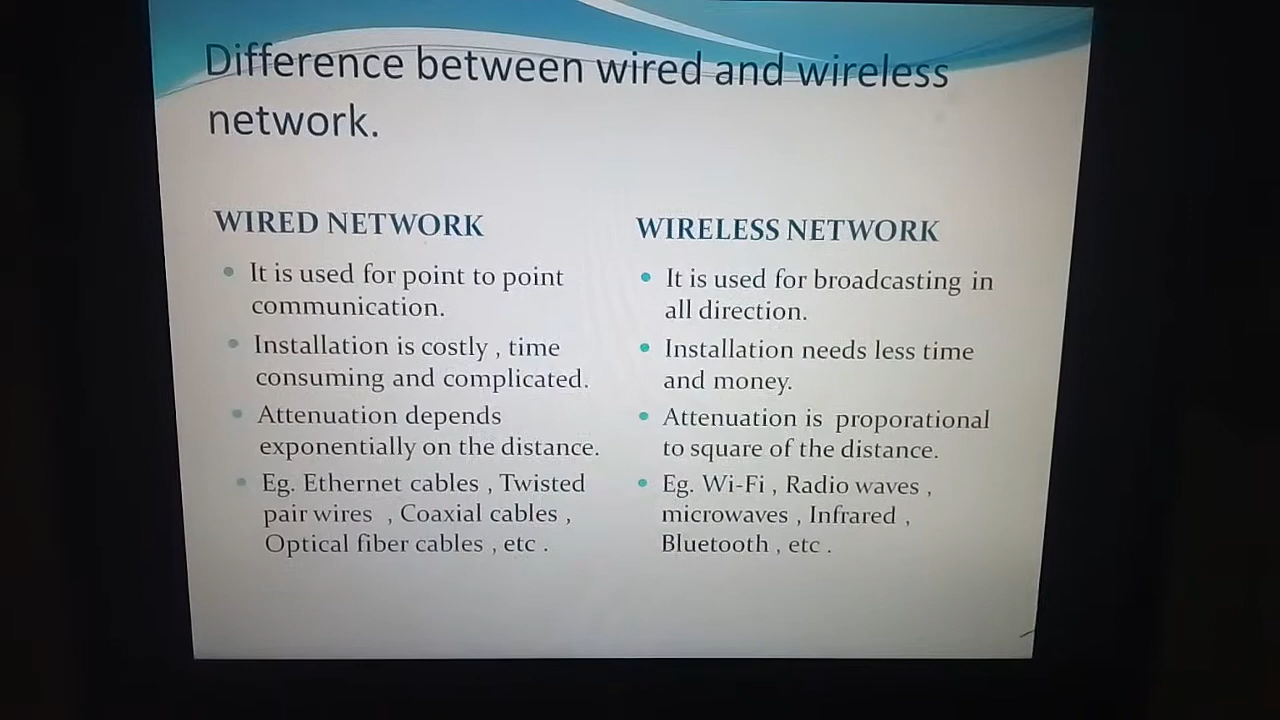 Difference between wired and wireless
network.
WIRED NETWORK
It is used for point to point
communication.
Installation is costly , time
consuming and complicated.
Attenuation depends
exponentially on the distance.
Eg. Ethernet cables , Twisted
pair wires , Coaxial cables ,
Optical fiber cables , etc .
WIRELESS NETWORK
It is used for broadcasting in
all direction.
Installation needs less time
and money.
Attenuation is proporational
to square of the distance.
Eg. Wi-Fi , Radio waves ,
microwaves , Infrared ,
Bluetooth , etc .